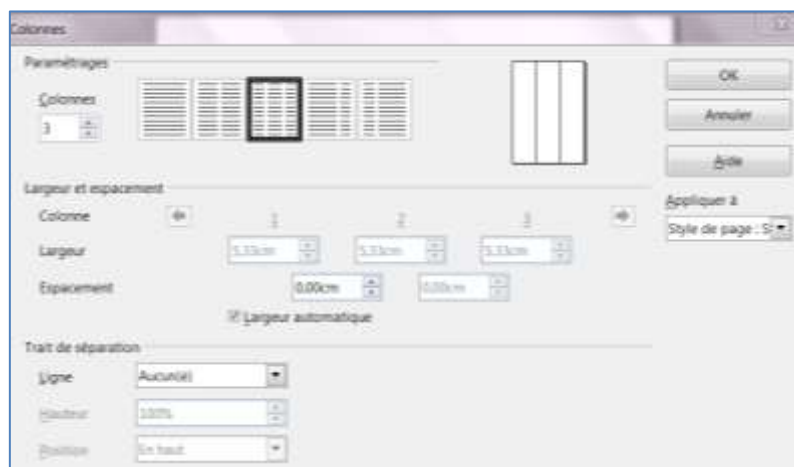 Colonnes
Paramétrages
Colonnes
3
OK
Annuler
Aide
Largeur et espacement
Appliquer à
Style de page : S
Colonne 1 2 3
Largeur 5.33cm 5.33cm 5.33cm
Espacement 0,00cm 0,00cm
Largeur automatique
Trait de séparation
Ligne Aucun(e)
Hauteur 100%
Position En haut